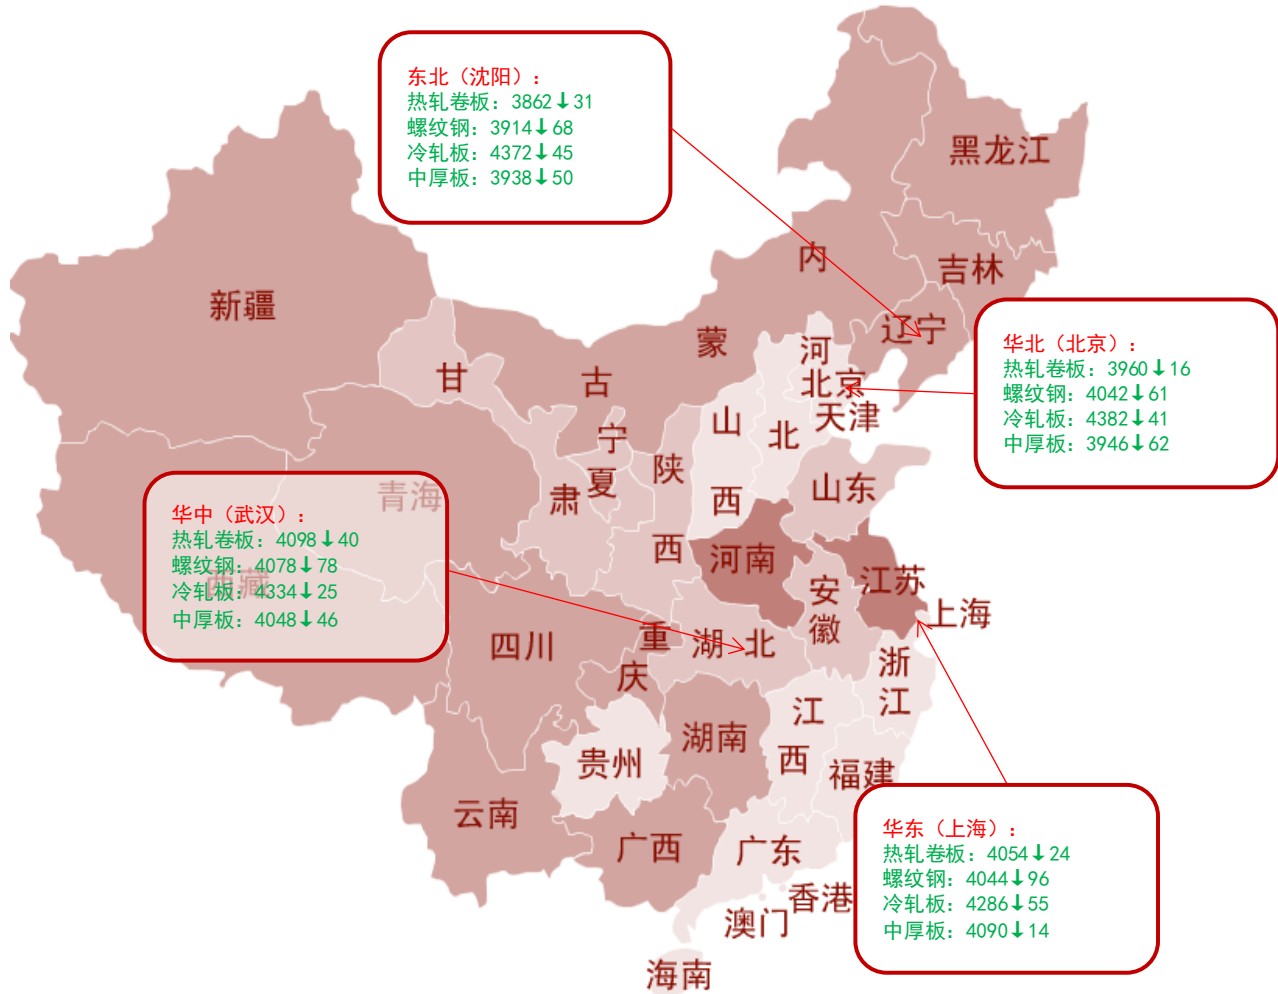 东北（沈阳）：
热轧卷板：3862↓31
螺纹钢：3914↓68
冷轧板：4372↓45
中厚板：3938↓50
黑龙江
内
吉林
新疆
辽宁
蒙
河
华北（北京）：
热轧卷板：3960↓16
螺纹钢：4042↓61
冷轧板：4382↓41
中厚板：3946↓62
甘
古
北京
天津
山
北
宁
夏
陕
山东
青海
肃
西
华中（武汉）：
热轧卷板：4098↓40
螺纹钢：4078↓78
冷轧板：4334↓25
中厚板：4048↓46
西藏
西
河南
安
徽
江苏
上海
四川
重
庆
湖
北
浙
江
江
西
湖南
贵州
福建
云南
广西
广东
香港
澳门
海南
华东（上海）：
热轧卷板：4054↓24
螺纹钢：4044↓96
冷轧板：4286↓55
中厚板：4090↓14